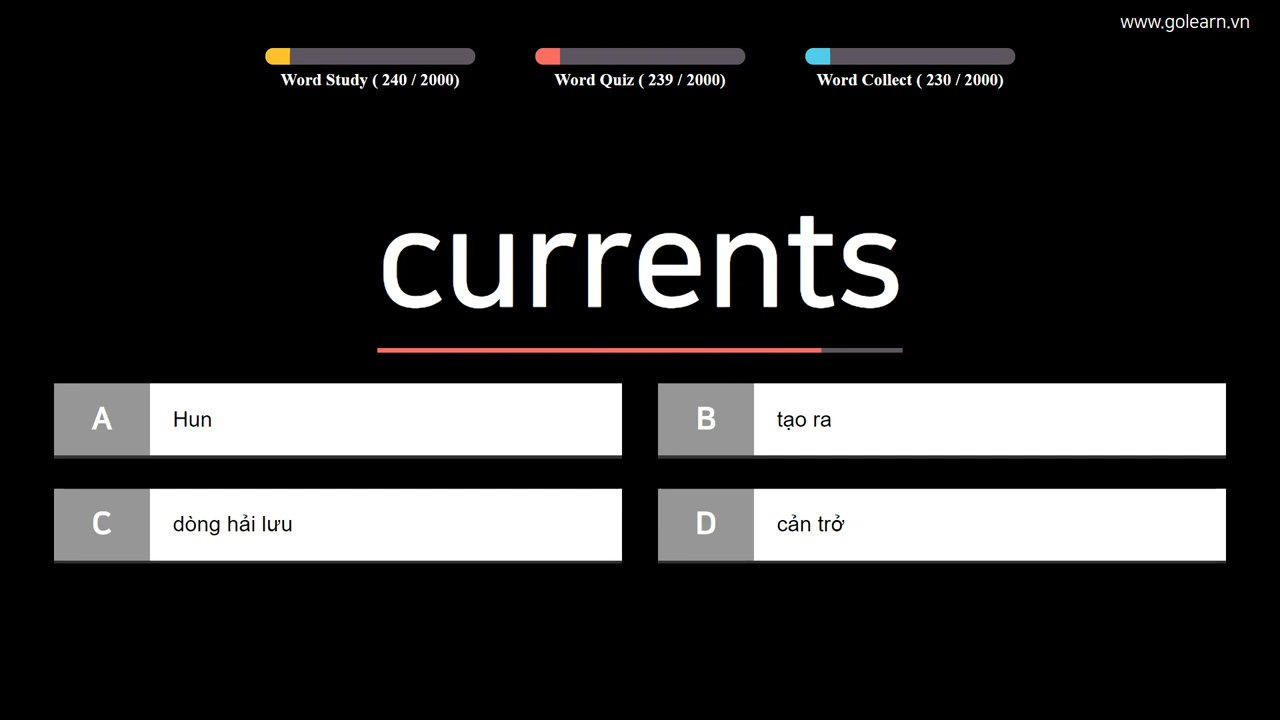 www.golearn.vn
Word Study ( 240 / 2000)
Word Quiz ( 239 / 2000)
Word Collect ( 230 / 2000)
currents
A Hun
B tạo ra
C dòng hải lưu
D cản trở